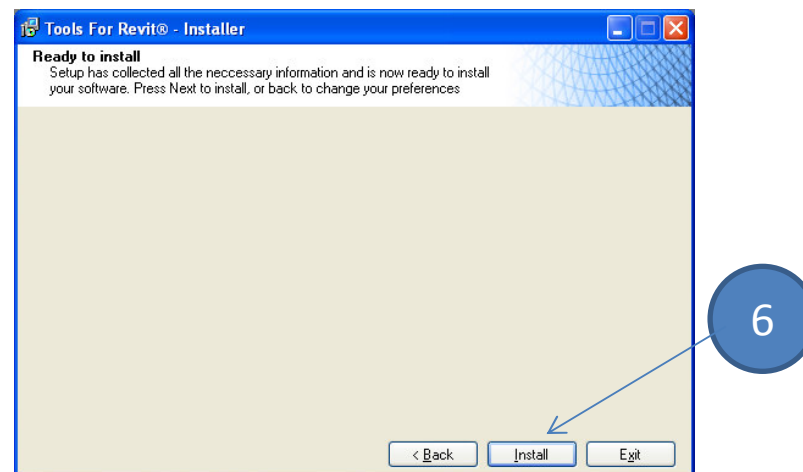 Tools For Revit® - Installer
Ready to install
Setup has collected all the neccessary information and is now ready to install
your software. Press Next to install, or back to change your preferences
6
< Back
Install
Exit